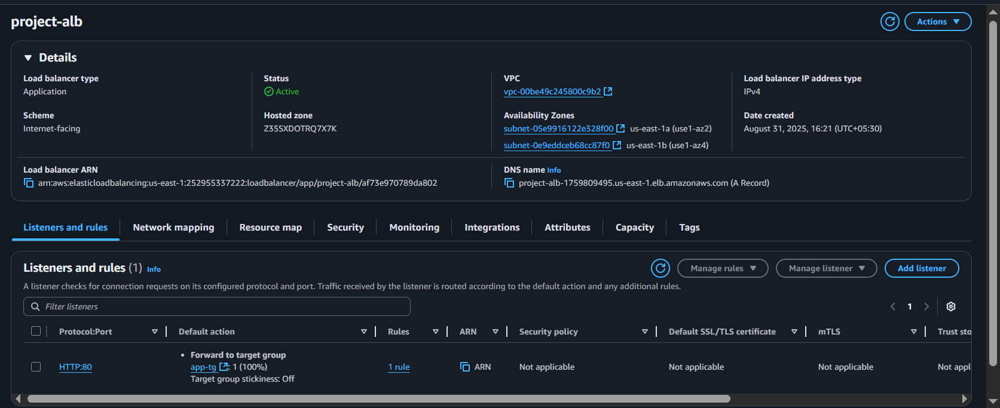 project-alb
Actions
Details
Load balancer type
Application
Status
Active
VPC
vpc-00be49c245800c9b2
Load balancer IP address type
IPv4
Scheme
Internet-facing
Hosted zone
Z35SXDOTRQ7X7K
Availability Zones
subnet-05e9916122e328f00 us-east-1a (use1-az2)
subnet-0e9eddceb68cc87f0 us-east-1b (use1-az4)
Date created
August 31, 2025, 16:21 (UTC+05:30)
Load balancer ARN
arn:aws:elasticloadbalancing:us-east-1:252955337222:loadbalancer/app/project-alb/af73e970789da802
DNS name Info
project-alb-1759809495.us-east-1.elb.amazonaws.com (A Record)
Listeners and rules Network mapping Resource map Security Monitoring Integrations Attributes Capacity Tags
Listeners and rules (1) Info
Manage rules Manage listener Add listener
A listener checks for connection requests on its configured protocol and port. Traffic received by the listener is routed according to the default action and any additional rules.
Filter listeners
1
Protocol:Port Default action Rules ARN Security policy Default SSL/TLS certificate mTLS Trust sto
HTTP:80
• Forward to target group
app-tg : 1 (100%)
Target group stickiness: Off
1 rule
ARN
Not applicable
Not applicable
Not applicable
Not appl